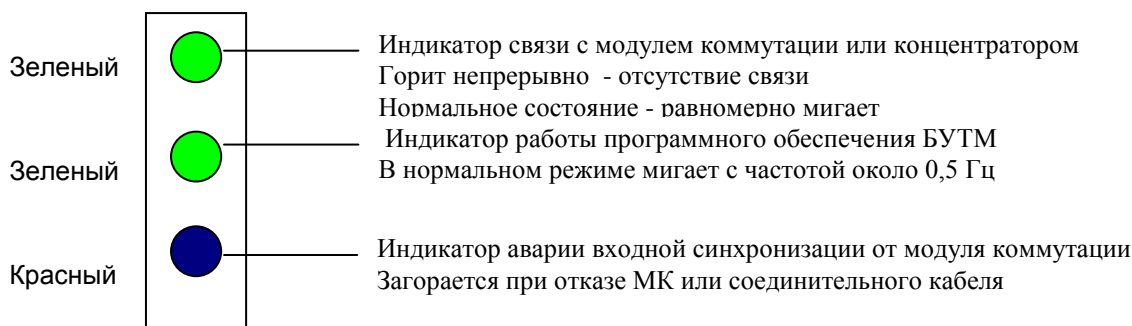 Зеленый
Индикатор связи с модулем коммутации или концентратором
Горит непрерывно - отсутствие связи
Нормальное состояние - равномерно мигает
Зеленый
Индикатор работы программного обеспечения БУТМ
В нормальном режиме мигает с частотой около 0,5 Гц
Красный
Индикатор аварии входной синхронизации от модуля коммутации
Загорается при отказе МК или соединительного кабеля